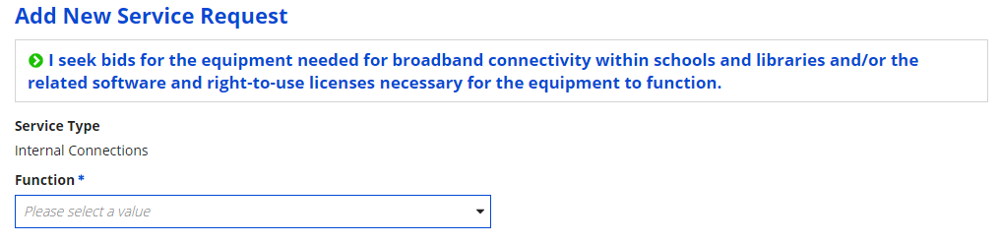 Add New Service Request
I seek bids for the equipment needed for broadband connectivity within schools and libraries and/or the
related software and right-to-use licenses necessary for the equipment to function.
Service Type
Internal Connections
Function *
Please select a value